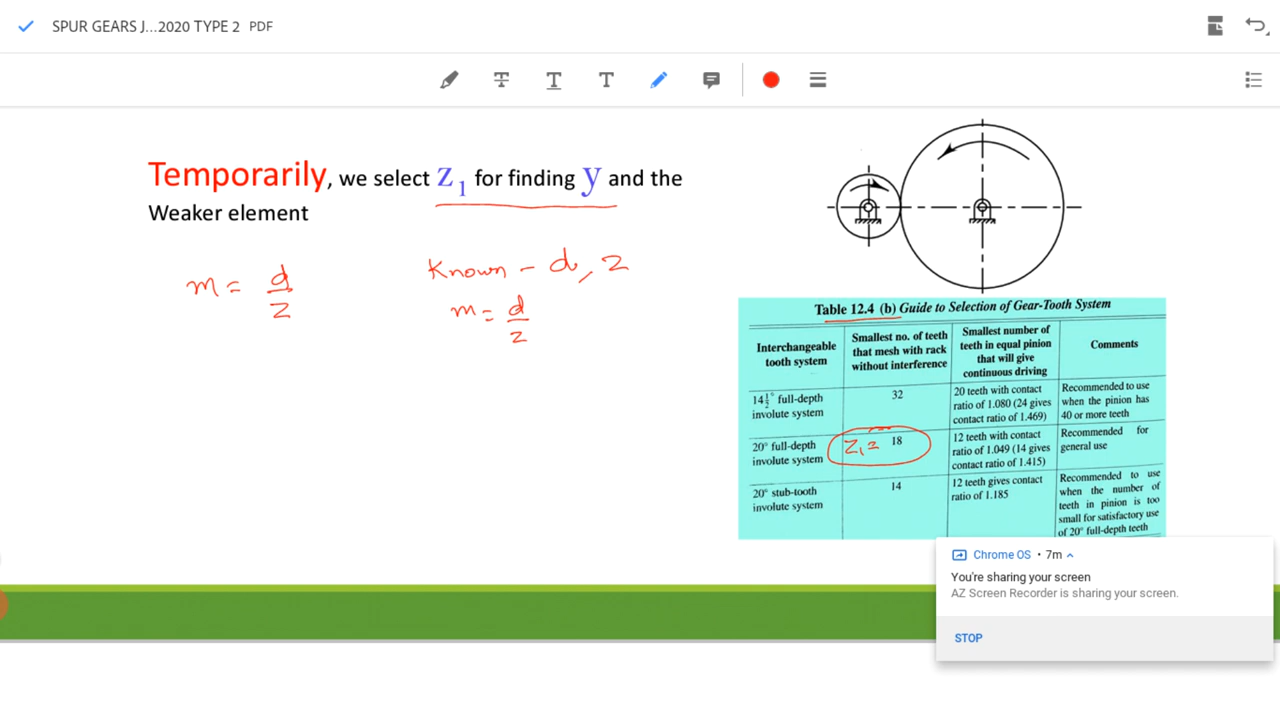 SPUR GEARS J...2020 TYPE 2 PDF
T T T
Temporarily, we select z1 for finding y and the
Weaker element
m = d/z
Known - d, z
m = d/z
Table 12.4 (b) Guide to Selection of Gear-Tooth System
Interchangeable tooth system
Smallest no. of teeth that mesh with rack without interference
Smallest number of teeth in equal pinion that will give continuous driving
Comments
14½° full-depth involute system
32
20 teeth with contact ratio of 1.080 (24 gives contact ratio of 1.469)
Recommended to use when the pinion has 40 or more teeth
20° full-depth involute system
z1 = 18
12 teeth with contact ratio of 1.049 (14 gives contact ratio of 1.415)
Recommended for general use
20° stub-tooth involute system
14
12 teeth gives contact ratio of 1.185
Recommended to use when the number of teeth in pinion is too small for satisfactory use of 20° full-depth teeth
Chrome OS • 7m
You're sharing your screen
AZ Screen Recorder is sharing your screen.
STOP